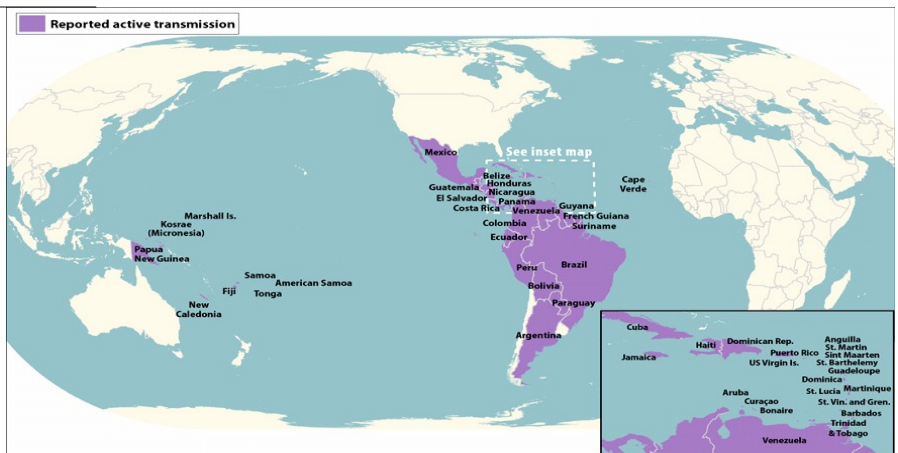 Reported active transmission
See inset map
Mexico
Belize
Honduras
Guatemala
Nicaragua
El Salvador
Panama
Costa Rica
Venezuela
Guyana
French Guiana
Suriname
Cape
Verde
Colombia
Ecuador
Peru
Brazil
Bolivia
Paraguay
Argentina
Marshall Is.
Kosrae
(Micronesia)
Papua
New Guinea
Samoa
American Samoa
Fiji
Tonga
New
Caledonia
Cuba
Jamaica
Haiti
Dominican Rep.
Puerto Rico
US Virgin Is.
Anguilla
St. Martin
Sint Maarten
St. Barthelemy
Guadeloupe
Dominica
Martinique
St. Lucia
St. Vin. and Gren.
Aruba
Curaçao
Bonaire
Barbados
Trinidad
& Tobago
Venezuela